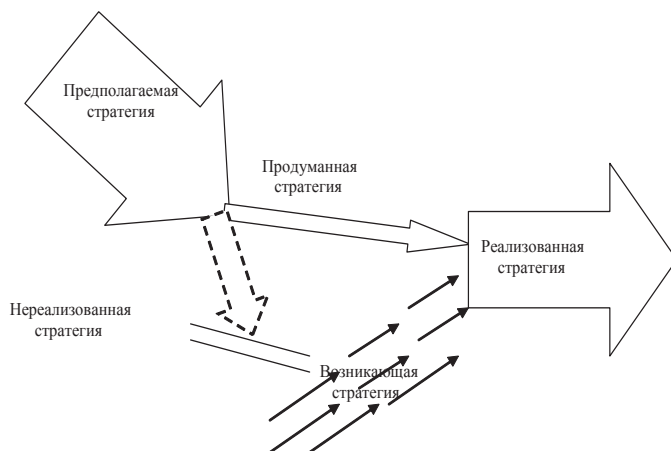 Предполагаемая
стратегия
Продуманная
стратегия
Реализованная
стратегия
Нереализованная
стратегия
Возникающая
стратегия